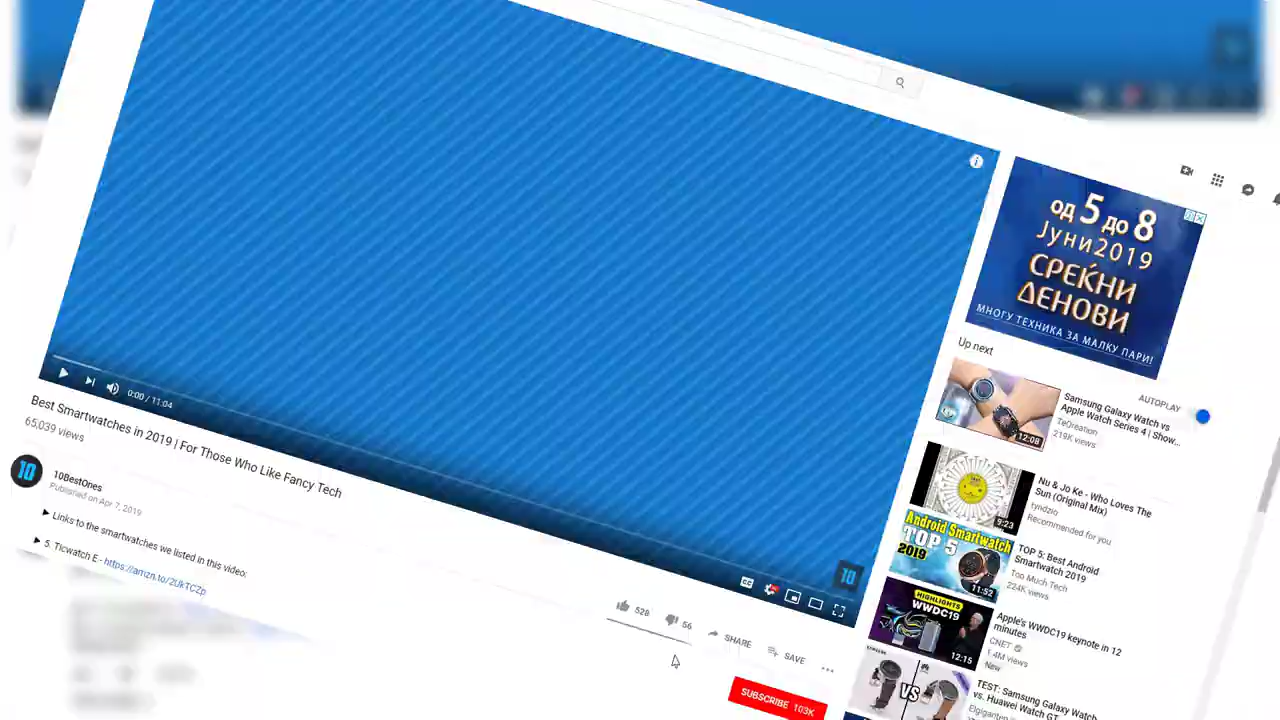 0:00 / 11:04
Best Smartwatches in 2019 | For Those Who Like Fancy Tech
65,039 views
10
10BestOnes
Published on Apr 7, 2019
▶ Links to the smartwatches we listed in this video:
▶ 5. Ticwatch E - https://amzn.to/2UkTCZp
CC
10
528
56
SHARE
SAVE
SUBSCRIBE 103K
од 5 до 8
Јуни 2019
СРЕЌНИ
ДЕНОВИ
МНОГУ ТЕХНИКА ЗА МАЛКУ ПАРИ!
Up next
AUTOPLAY
12:08
Samsung Galaxy Watch vs
Apple Watch Series 4 | Show...
TeCreation
219K views
9:23
Nu & Jo Ke - Who Loves The
Sun (Original Mix)
tyndzio
Recommended for you
Android Smartwatch
TOP 5
2019
11:52
TOP 5: Best Android
Smartwatch 2019
Too Much Tech
224K views
HIGHLIGHTS
WWDC19
12:15
Apple's WWDC19 keynote in 12
minutes
CNET
1.4M views
New
VS
TEST: Samsung Galaxy Watch
vs. Huawei Watch GT